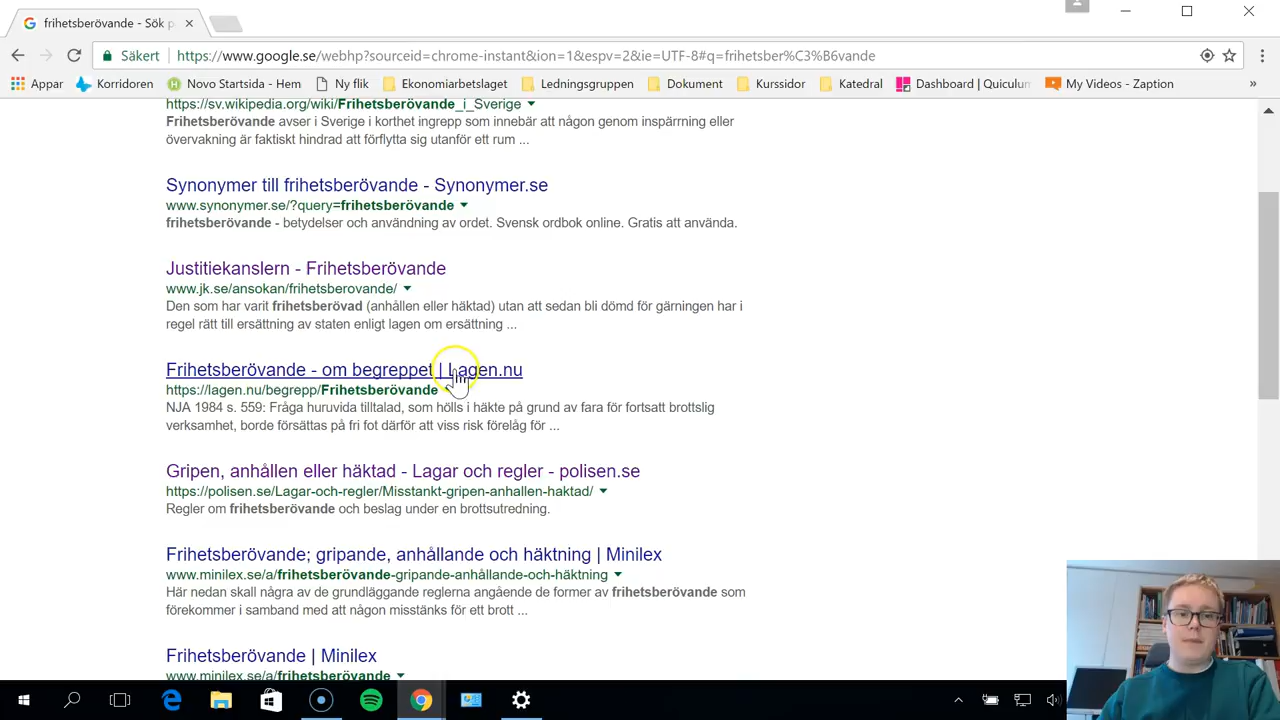 frihetsberövande - Sök p
Säkert
https://www.google.se/webhp?sourceid=chrome-instant&ion=1&espv=2&ie=UTF-8#q=frihetsber%C3%B6vande
Appar Korridoren Novo Startsida - Hem Ny flik Ekonomiarbetslaget Ledningsgruppen Dokument Kurssidor Katedral Dashboard | Quiculum My Videos - Zaption »
https://sv.wikipedia.org/wiki/Frihetsberövande_i_Sverige
Frihetsberövande avser i Sverige i korthet ingrepp som innebär att någon genom inspärrning eller
övervakning är faktiskt hindrad att förflytta sig utanför ett rum ...
Synonymer till frihetsberövande - Synonymer.se
www.synonymer.se/?query=frihetsberövande
frihetsberövande - betydelser och användning av ordet. Svensk ordbok online. Gratis att använda.
Justitiekanslern - Frihetsberövande
www.jk.se/ansokan/frihetsberovande/
Den som har varit frihetsberövad (anhållen eller häktad) utan att sedan bli dömd för gärningen har i
regel rätt till ersättning av staten enligt lagen om ersättning ...
Frihetsberövande - om begreppet | Lagen.nu
https://lagen.nu/begrepp/Frihetsberövande
NJA 1984 s. 559: Fråga huruvida tilltalad, som hölls i häkte på grund av fara för fortsatt brottslig
verksamhet, borde försättas på fri fot därför att viss risk förelåg för ...
Gripen, anhållen eller häktad - Lagar och regler - polisen.se
https://polisen.se/Lagar-och-regler/Misstankt-gripen-anhallen-haktad/
Regler om frihetsberövande och beslag under en brottsutredning.
Frihetsberövande; gripande, anhållande och häktning | Minilex
www.minilex.se/a/frihetsberövande-gripande-anhållande-och-häktning
Här nedan skall några av de grundläggande reglerna angående de former av frihetsberövande som
förekommer i samband med att någon misstänks för ett brott ...
Frihetsberövande | Minilex
www.minilex.se/a/frihetsberövande